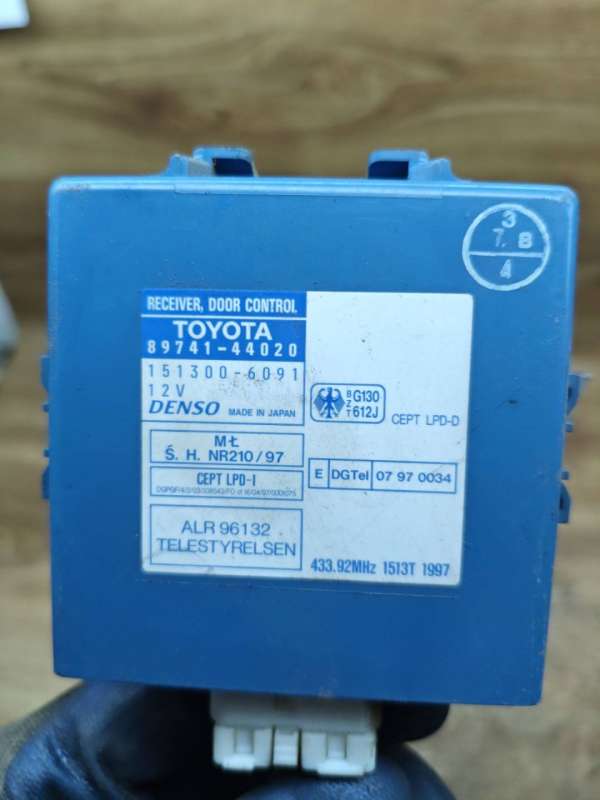 3
7. 8
4
RECEIVER, DOOR CONTROL
TOYOTA
89741-44020
151300-6091
12V
DENSO MADE IN JAPAN
BZT G130 612J
CEPT LPD-D
MŁ
Ś. H. NR210/97
E DGTel 07 97 0034
CEPT LPD-I
ALR 96132
TELESTYRELSEN
433.92MHz 1513T 1997